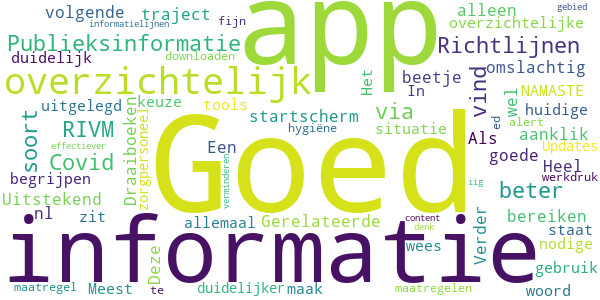 volgende
traject
app
alleen
gebied
informatielijnen
fijn
overzichtelijke
Publieksinformatie
Richtlijnen
duidelijk
downloaden
Het
omslachtig
overzichtelijk
beetje
vind
In
NAMASTE
uitgelegd
keuze
tools
via
wel
huidige
soort
RIVM
Draaiboeken
zorgpersoneel
startscherm
situatie
ed
alert
aanklik
effectiever
hygiëne
Goed
Als
Updates
Covid
Een
goede
Heel
begrijpen
verminderen
werkdruk
Uitstekend
beter
iig
nl
zit
allemaal
Gerelateerde
content
denk
bereiken
informatie
wees
Verder
staat
nodige
Deze
gebruik
Meest
duidelijker
maak
maatregel
te
maatregelen
woord